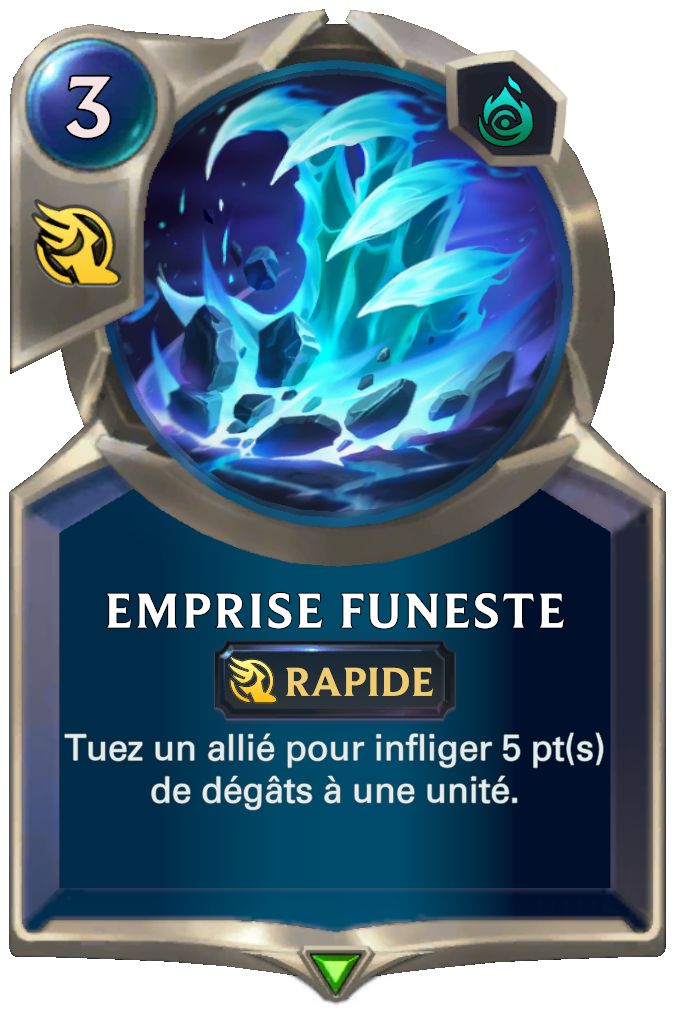 3
EMPRISE FUNESTE
RAPIDE
Tuez un allié pour infliger 5 pt(s)
de dégâts à une unité.